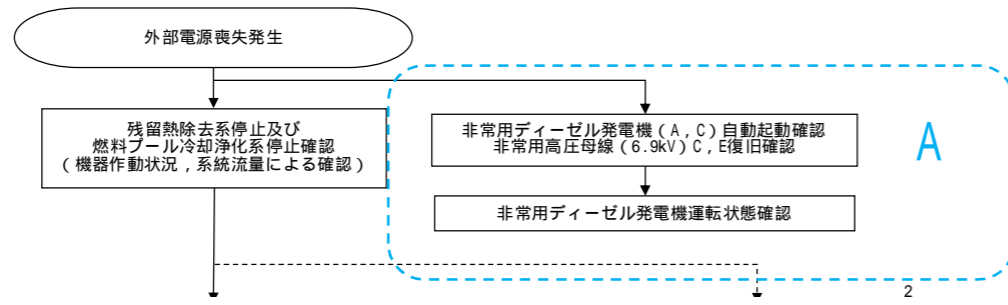 外部電源喪失発生
残留熱除去系停止及び
燃料プール冷却浄化系停止確認
(機器作動状況,系統流量による確認)
非常用ディーゼル発電機(A,C)自動起動確認
非常用高圧母線(6.9kV)C,E復旧確認
A
非常用ディーゼル発電機運転状態確認
2